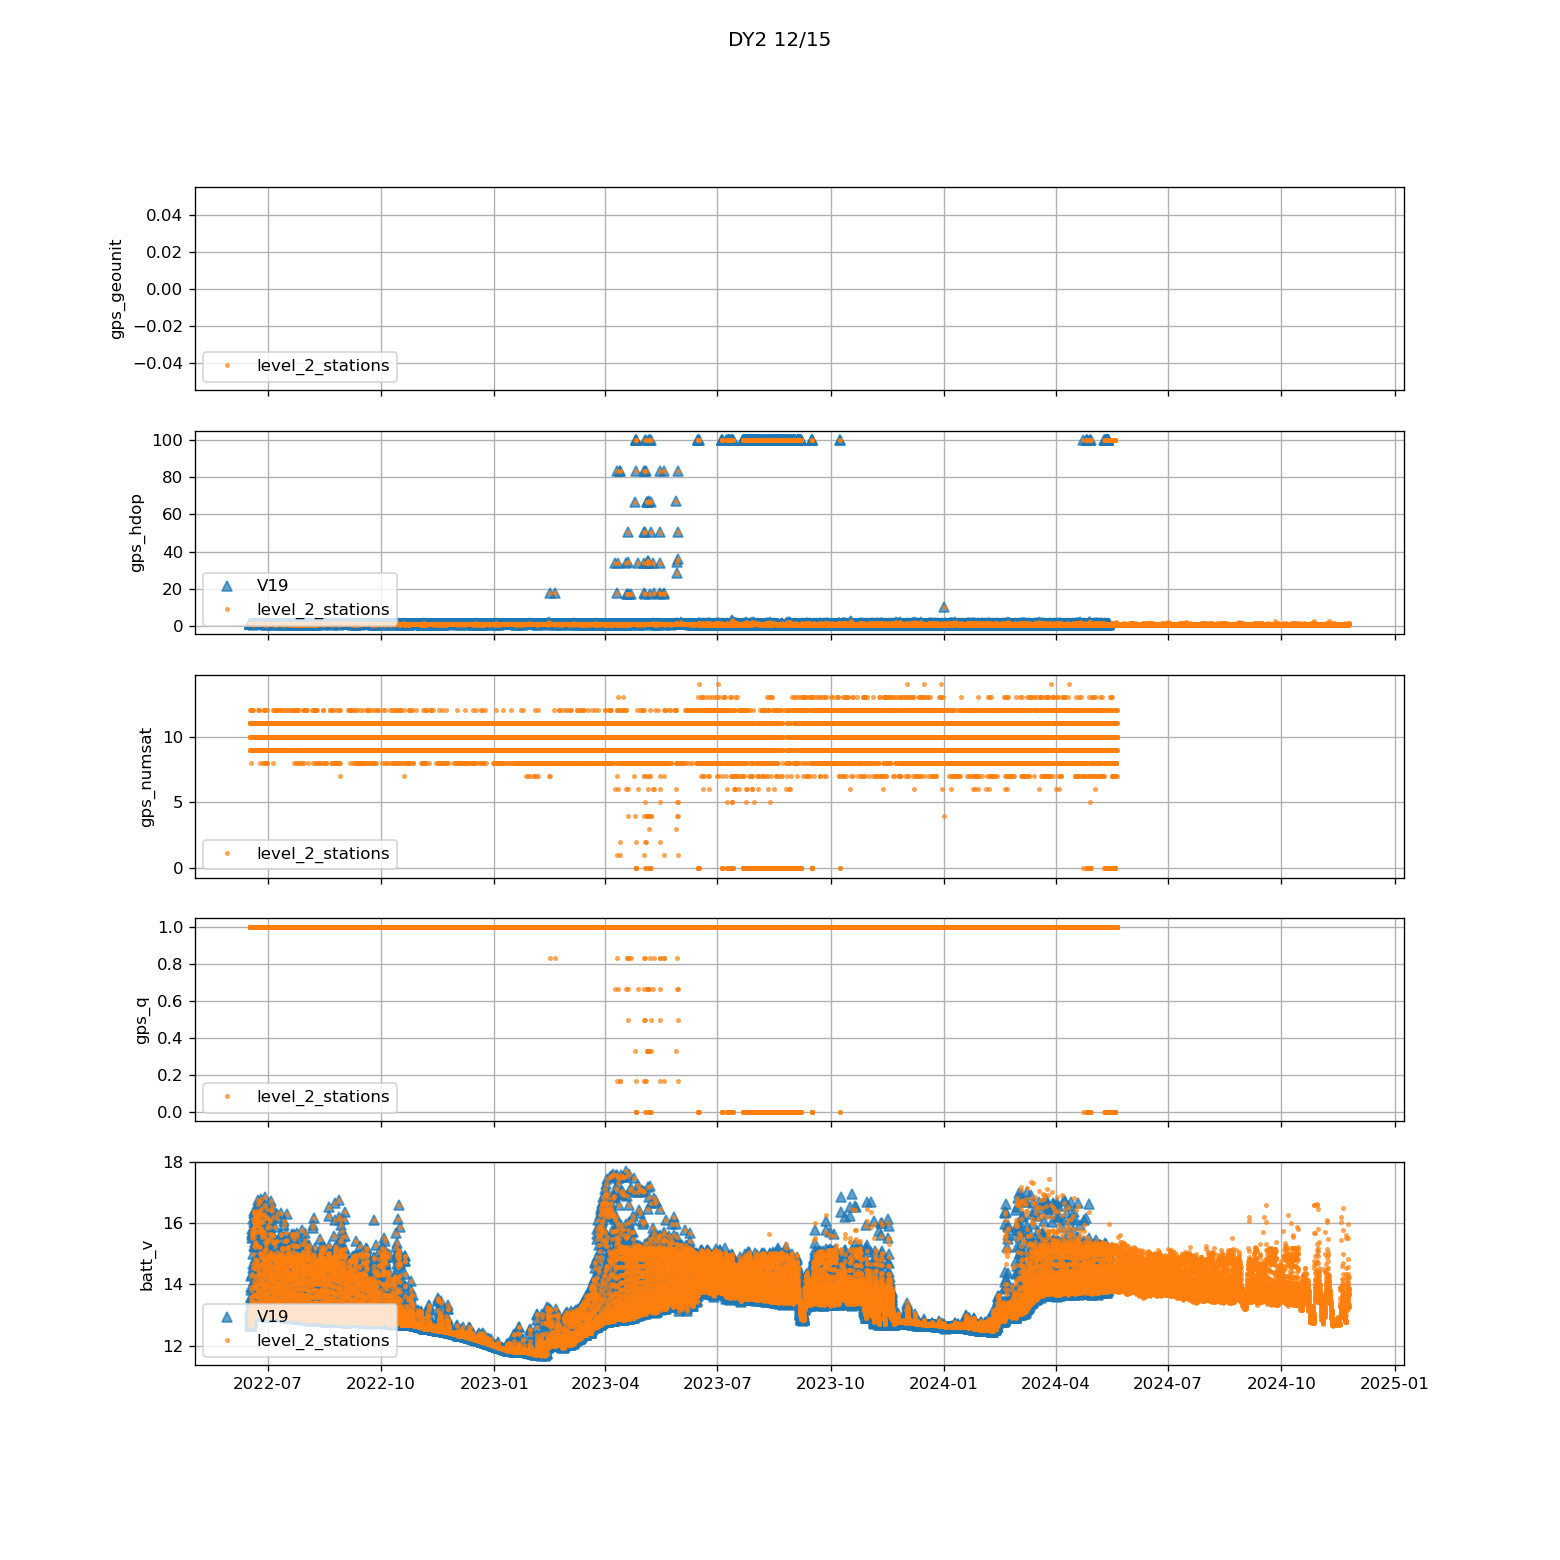 DY2 12/15
0.04
0.02
0.00
−0.02
−0.04
gps_geounit
level_2_stations
100
80
60
40
20
0
gps_hdop
V19
level_2_stations
10
5
0
gps_numsat
level_2_stations
1.0
0.8
0.6
0.4
0.2
0.0
gps_q
level_2_stations
18
16
14
12
batt_v
V19
level_2_stations
2022-07 2022-10 2023-01 2023-04 2023-07 2023-10 2024-01 2024-04 2024-07 2024-10 2025-01